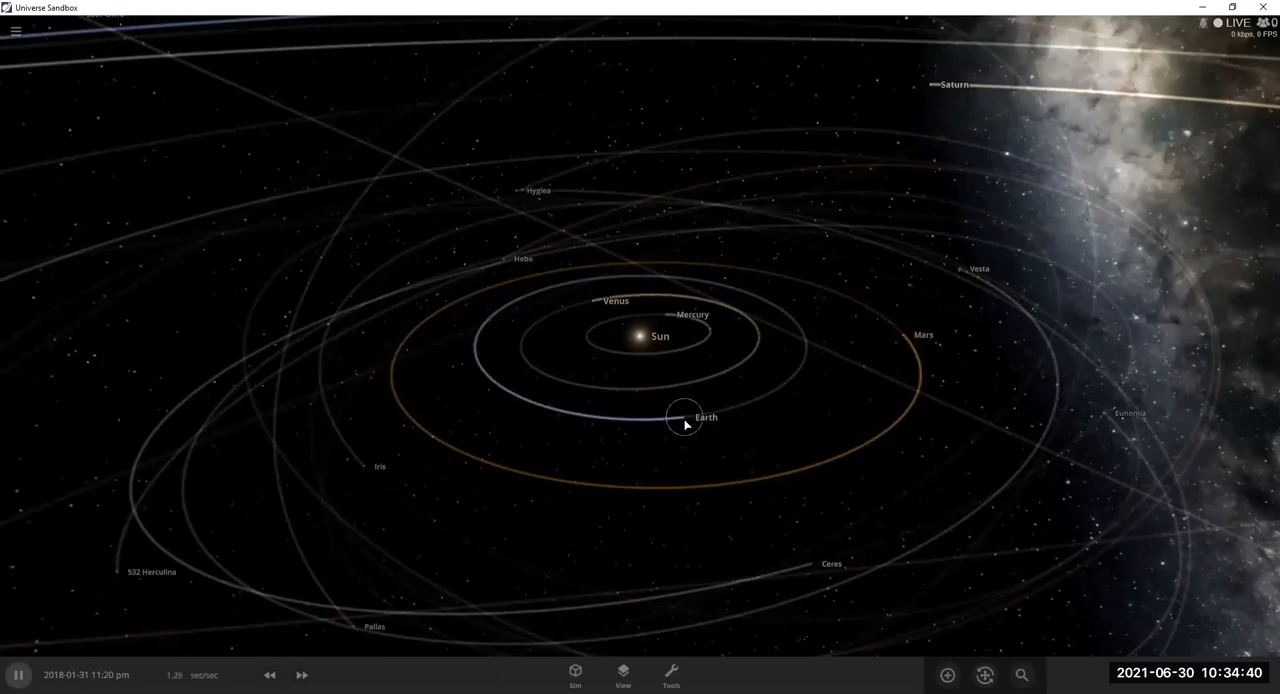 Universe Sandbox
LIVE 0
0 kbps, 0 FPS
Saturn
Hygiea
Hebe
Vesta
Venus
Mercury
Sun
Mars
Eunomia
Earth
Iris
Ceres
532 Herculina
Pallas
2018-01-31 11:20 pm
1.26 sec/sec
Sim
View
Tools
2021-06-30 10:34:40